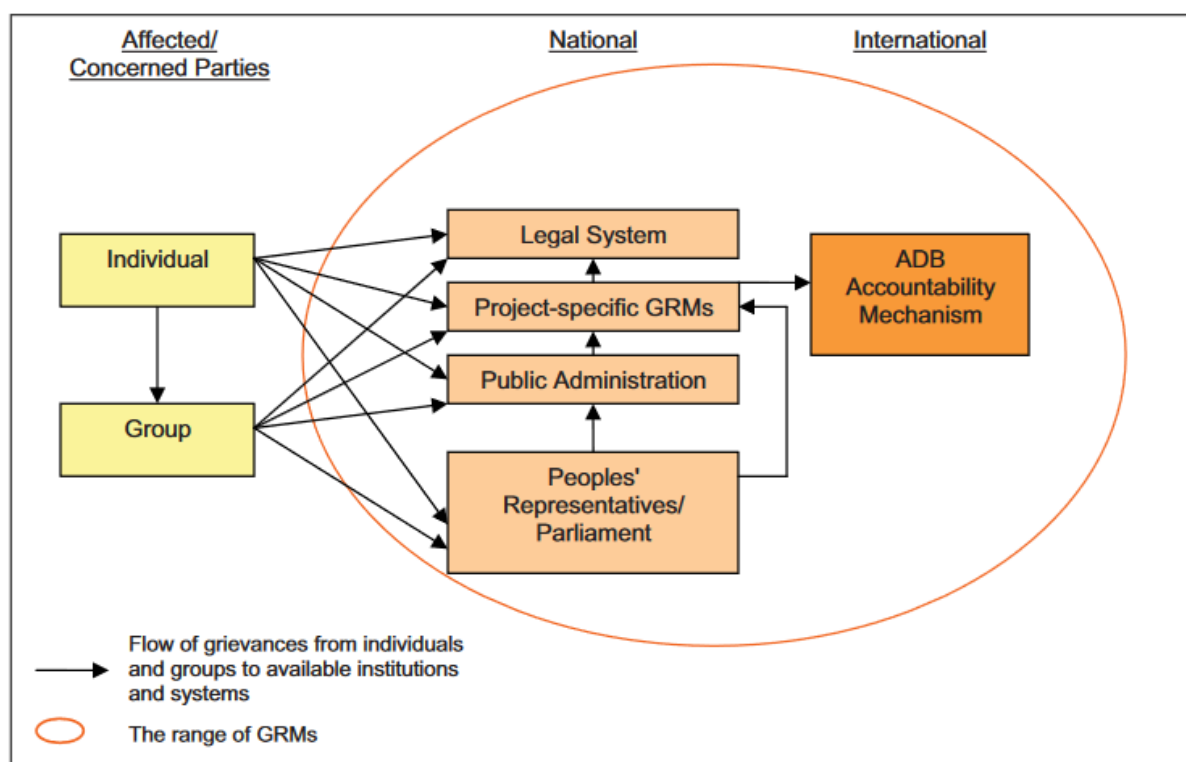 Affected/
Concerned Parties
National
International
Individual
Group
Legal System
Project-specific GRMs
Public Administration
Peoples'
Representatives/
Parliament
ADB
Accountability
Mechanism
Flow of grievances from individuals
and groups to available institutions
and systems
The range of GRMs